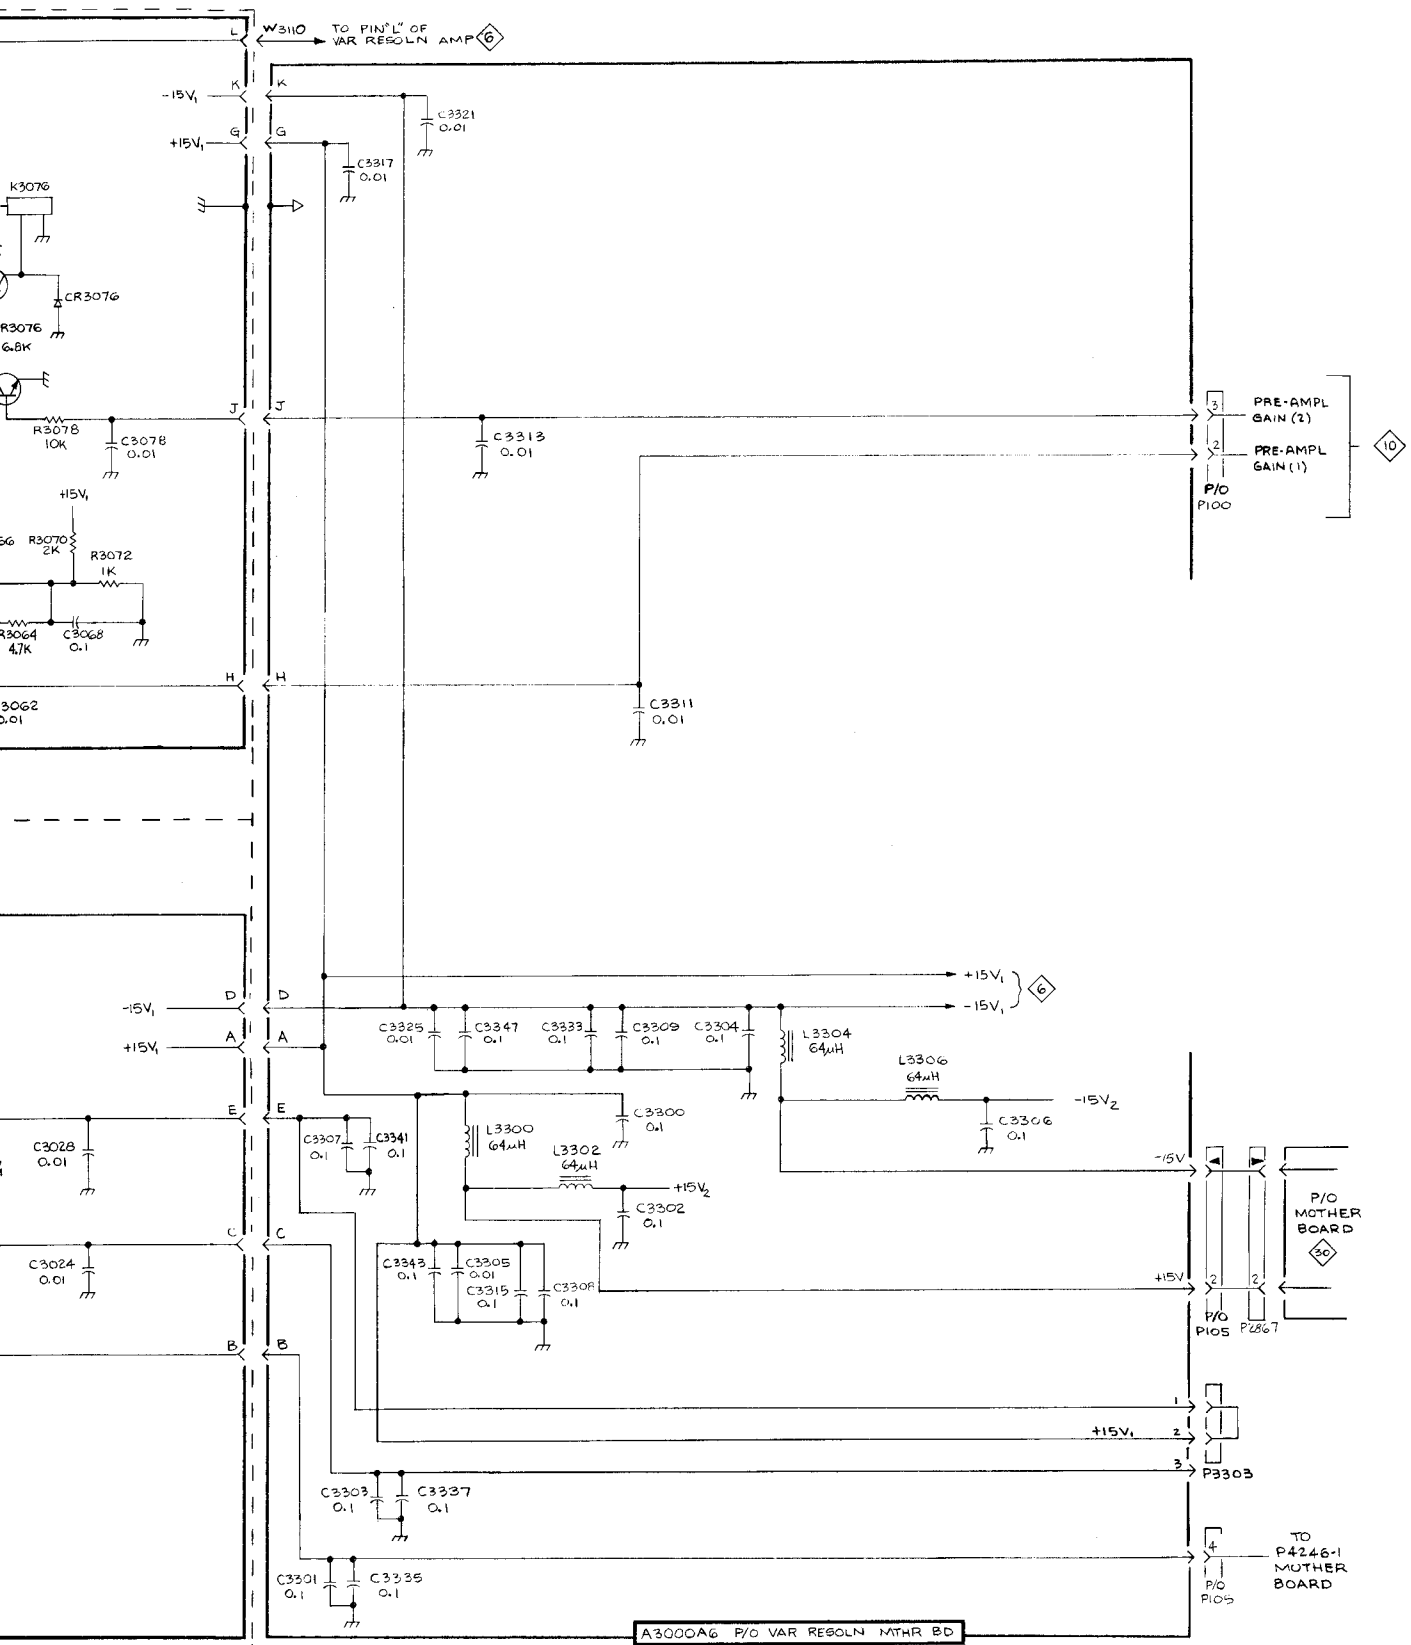 L
W3110
TO PIN "L" OF
VAR RESOLN AMP 6
K
K
-15V₁
C3321
0.01
G
G
+15V₁
C3317
0.01
K3076
CR3076
R3076
6.8K
J
J
3
PRE-AMPL
GAIN (2)
R3078
10K
C3078
0.01
C3313
0.01
2
PRE-AMPL
GAIN (1)
10
P/O
P100
+15V₁
R3070
2K
R3072
1K
R3064
4.7K
C3068
0.1
H
H
3062
0.01
C3311
0.01
+15V₁
-15V₁
6
D
D
-15V₁
C3325
0.01
C3347
0.1
C3333
0.1
C3309
0.1
C3304
0.1
L3304
64µH
A
A
+15V₁
L3306
64µH
-15V₂
C3306
0.1
E
E
C3028
0.01
C3307
0.1
C3341
0.1
L3300
64µH
C3300
0.1
L3302
64µH
+15V₂
C3302
0.1
-15V
P/O
MOTHER
BOARD
30
C
C
C3024
0.01
C3343
0.1
C3305
0.01
C3315
0.1
C3308
0.1
+15V
2
2
P/O
P105
P2867
B
B
1
+15V₁
2
3
P3303
C3303
0.1
C3337
0.1
4
TO
P4246-1
MOTHER
BOARD
P/O
P105
C3301
0.1
C3335
0.1
A3000A6 P/O VAR RESOLN MTHR BD